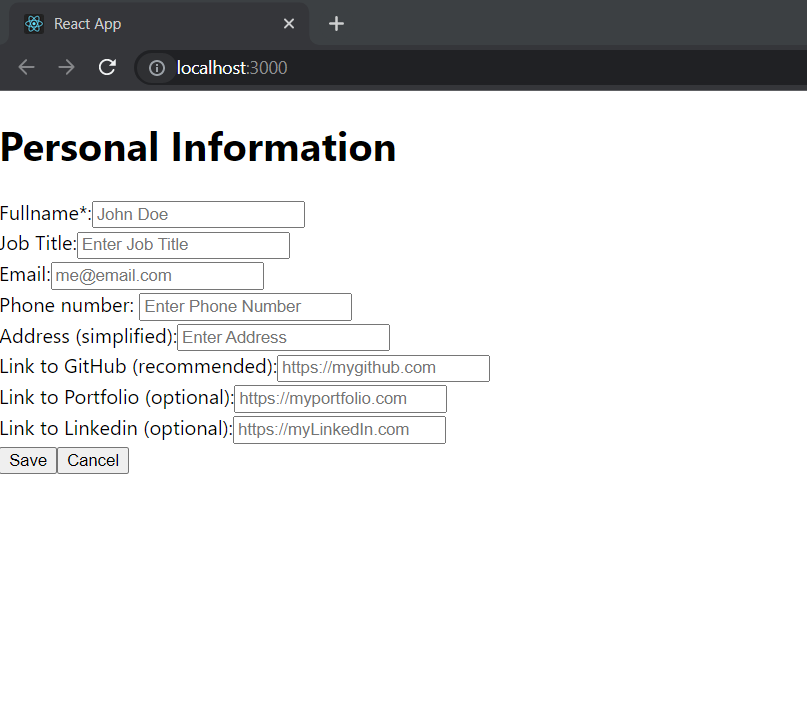 React App
localhost:3000
Personal Information
Fullname*: John Doe
Job Title: Enter Job Title
Email: me@email.com
Phone number: Enter Phone Number
Address (simplified): Enter Address
Link to GitHub (recommended): https://mygithub.com
Link to Portfolio (optional): https://myportfolio.com
Link to Linkedin (optional): https://myLinkedIn.com
Save Cancel